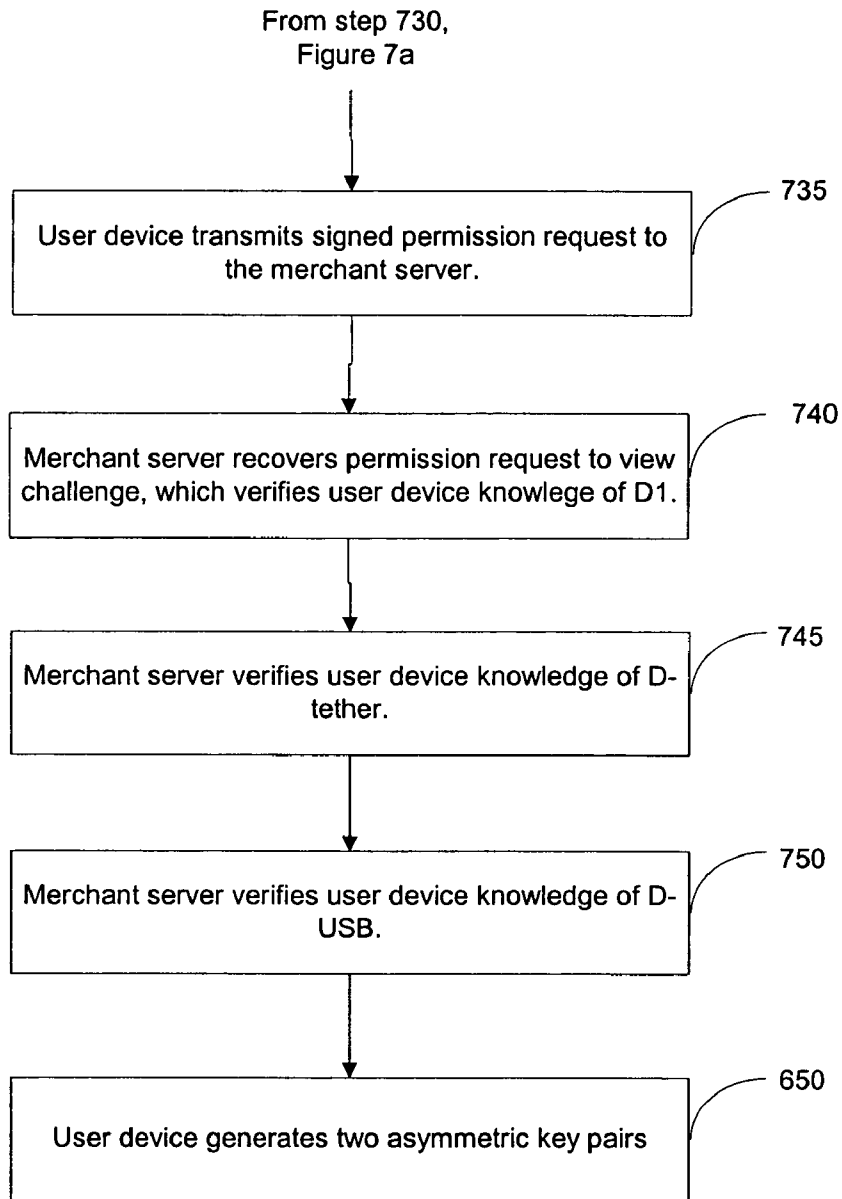 From step 730,
Figure 7a
735
User device transmits signed permission request to
the merchant server.
740
Merchant server recovers permission request to view
challenge, which verifies user device knowlege of D1.
745
Merchant server verifies user device knowledge of D-
tether.
750
Merchant server verifies user device knowledge of D-
USB.
650
User device generates two asymmetric key pairs